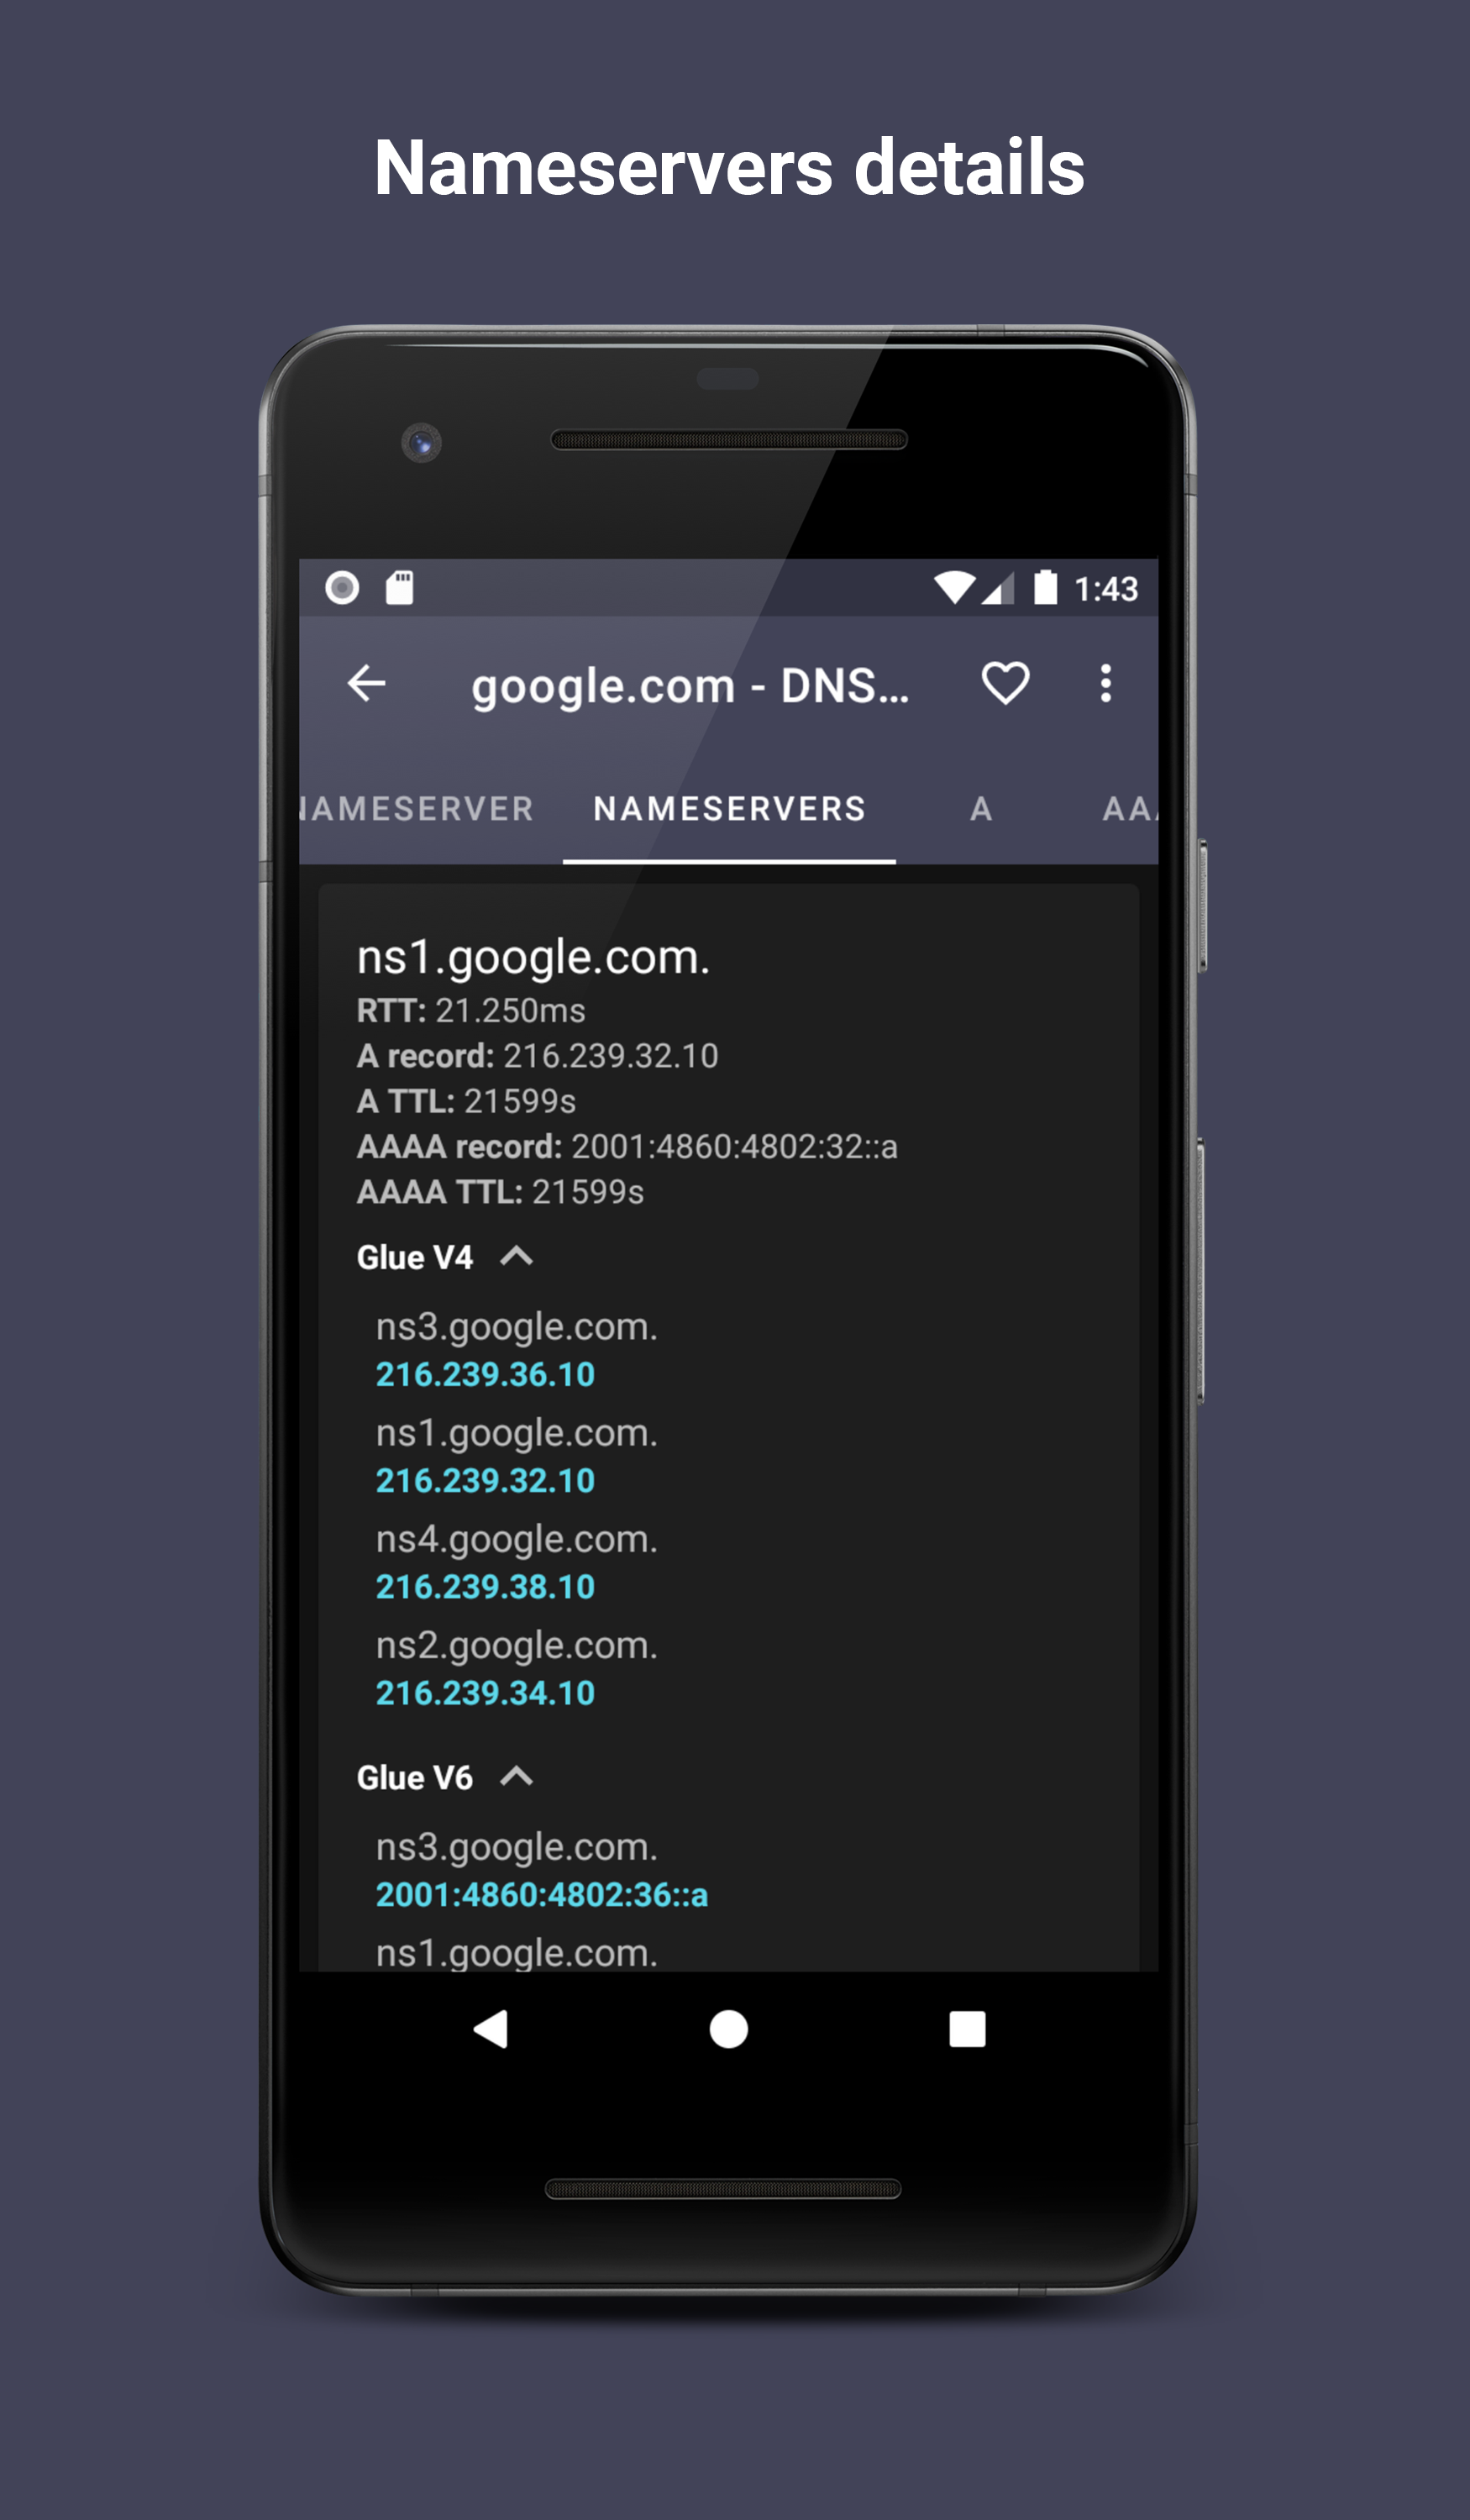 Nameservers details
1:43
google.com - DNS…
NAMESERVER NAMESERVERS A AAA
ns1.google.com.
RTT: 21.250ms
A record: 216.239.32.10
A TTL: 21599s
AAAA record: 2001:4860:4802:32::a
AAAA TTL: 21599s
Glue V4
ns3.google.com.
216.239.36.10
ns1.google.com.
216.239.32.10
ns4.google.com.
216.239.38.10
ns2.google.com.
216.239.34.10
Glue V6
ns3.google.com.
2001:4860:4802:36::a
ns1.google.com.